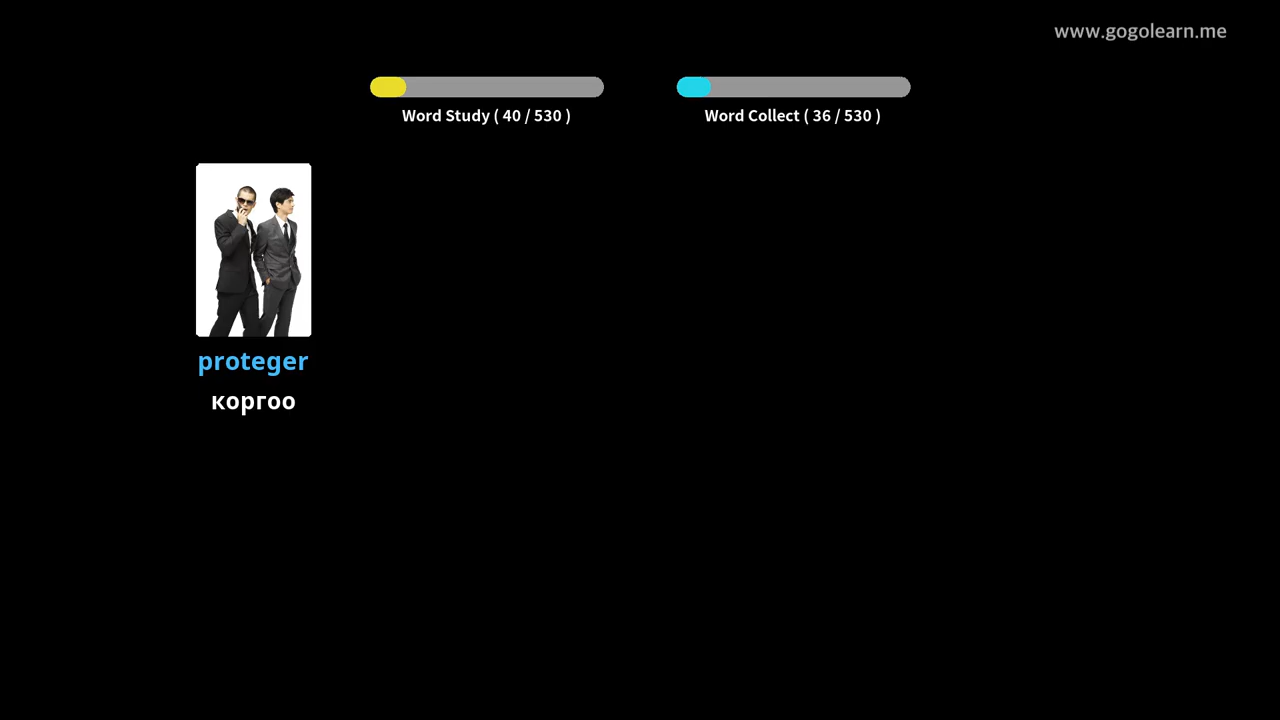 www.gogolearn.me
Word Study ( 40 / 530 )
Word Collect ( 36 / 530 )
proteger
коргоо